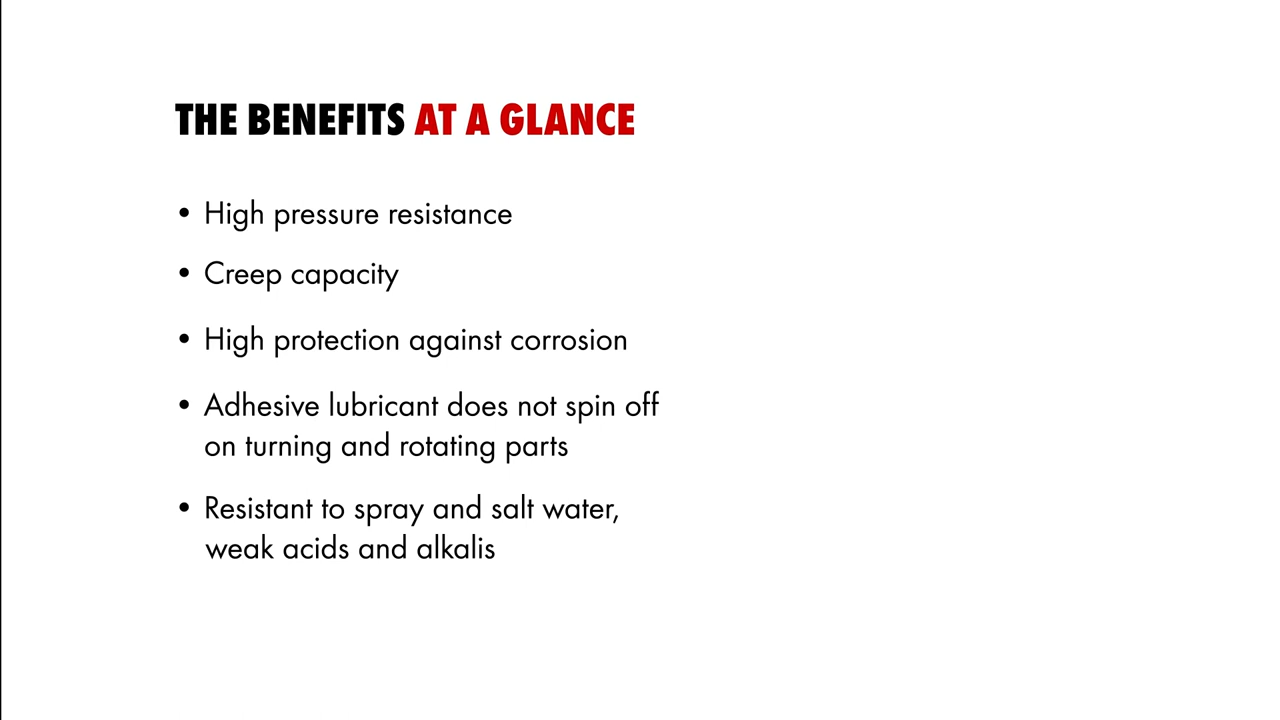 THE BENEFITS AT A GLANCE
• High pressure resistance
• Creep capacity
• High protection against corrosion
• Adhesive lubricant does not spin off
on turning and rotating parts
• Resistant to spray and salt water,
weak acids and alkalis